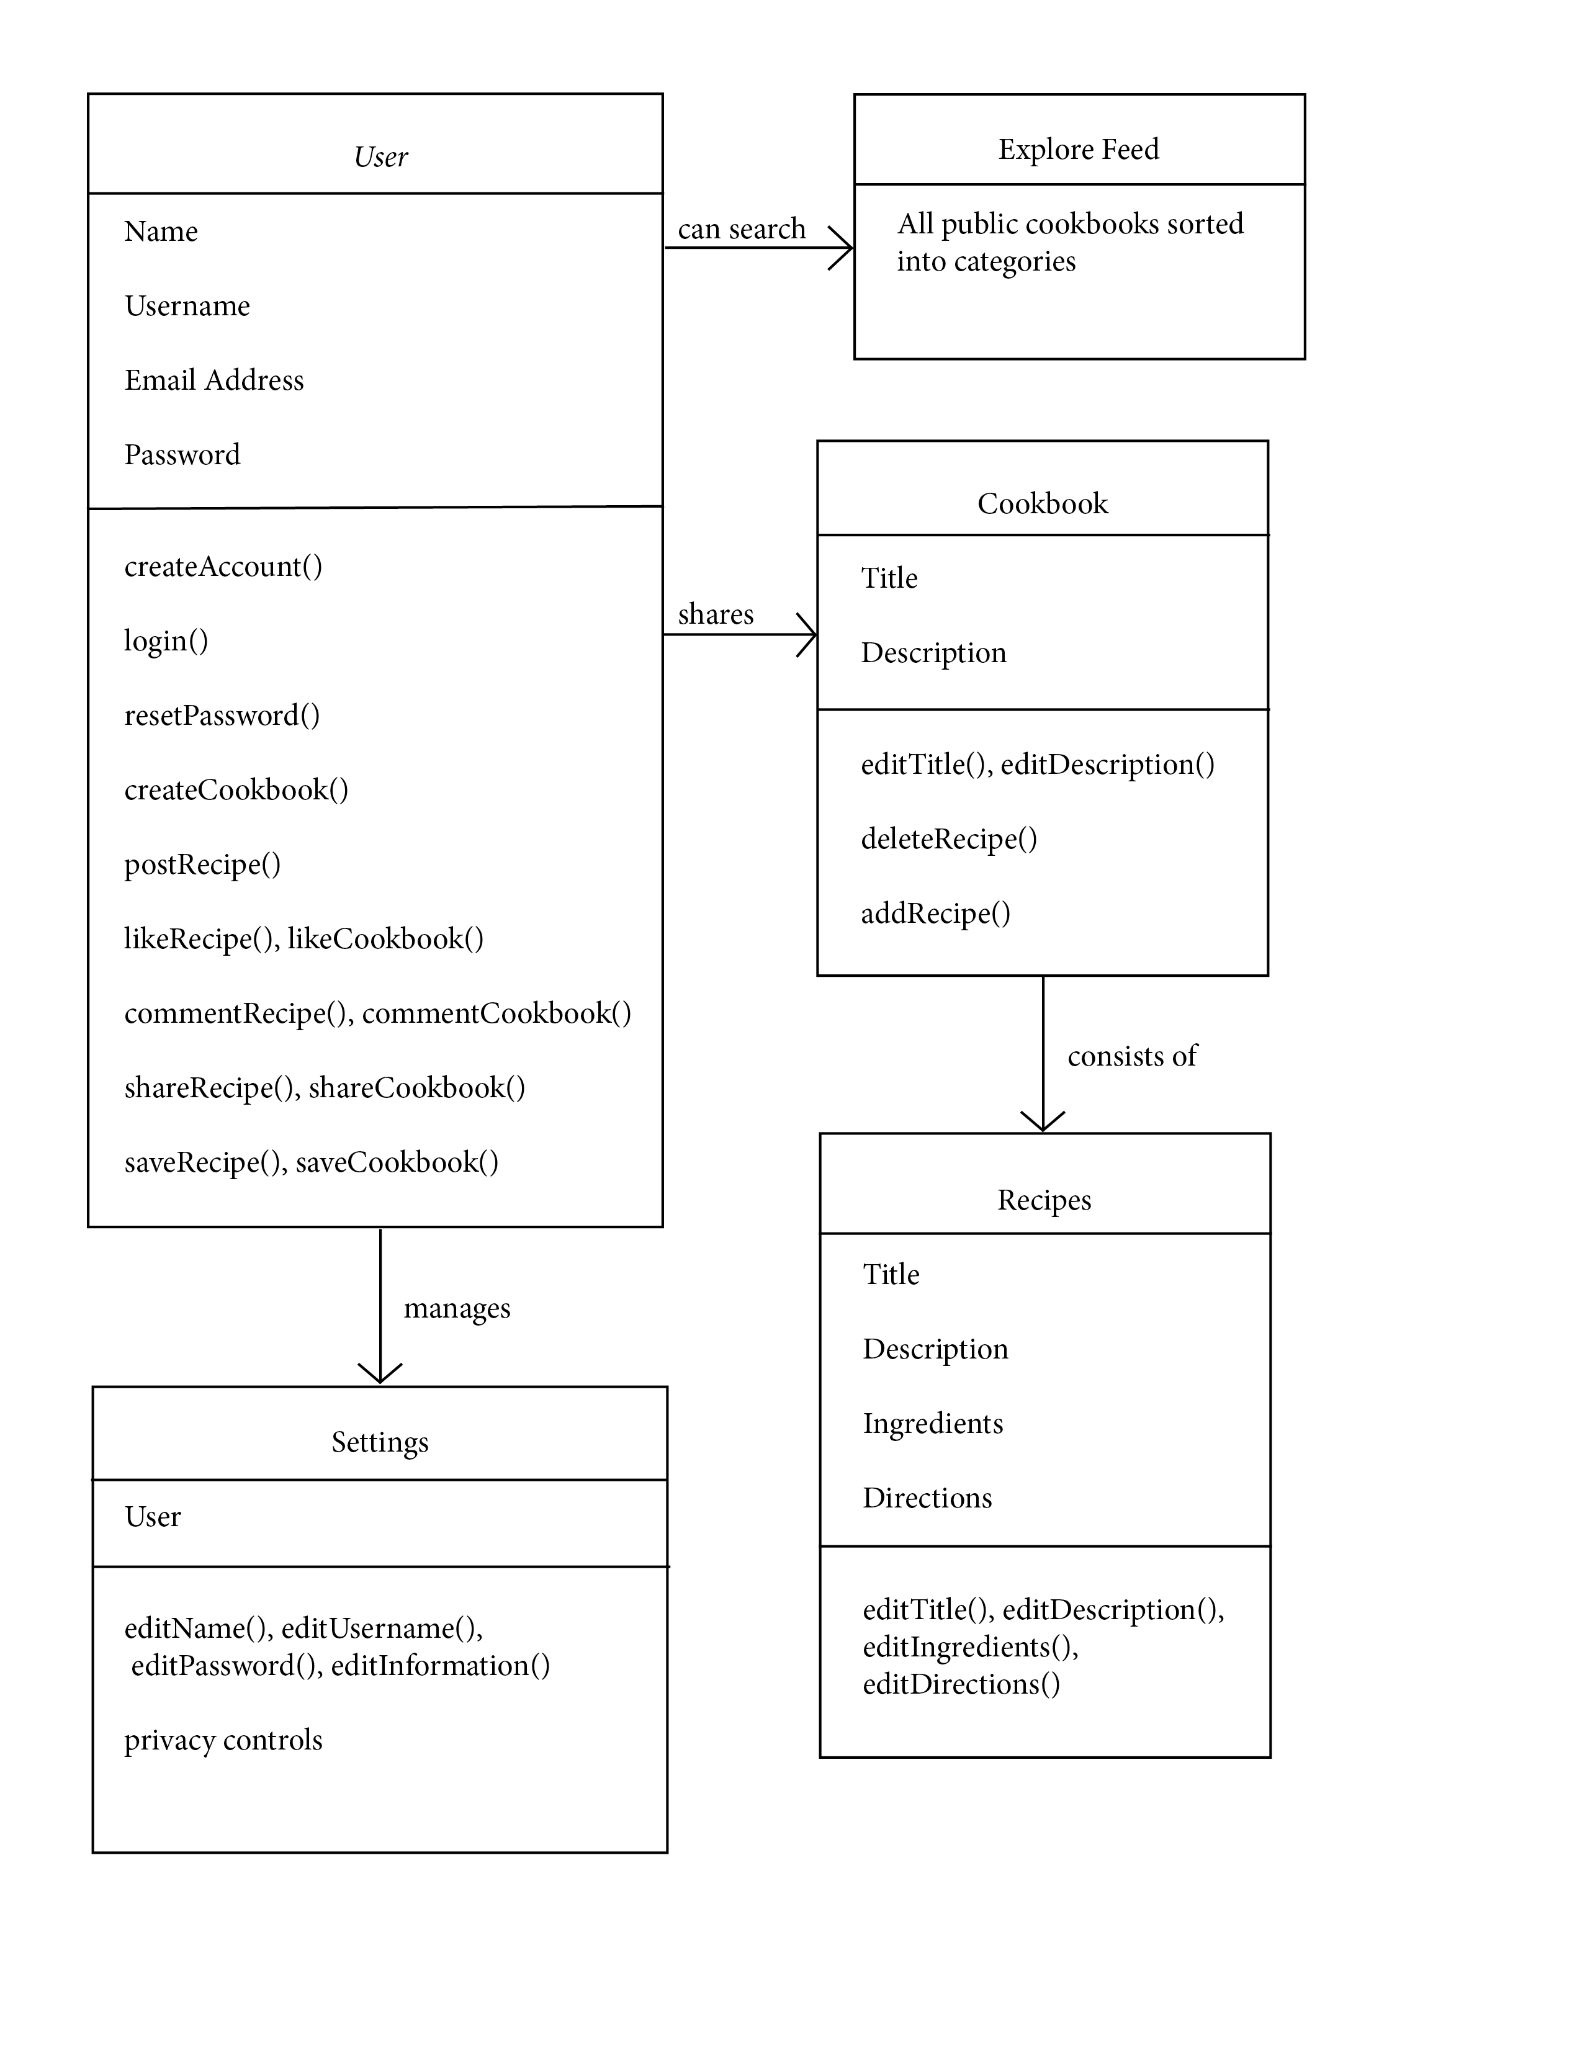 User
Name
Username
Email Address
Password
createAccount()
login()
resetPassword()
createCookbook()
postRecipe()
likeRecipe(), likeCookbook()
commentRecipe(), commentCookbook()
shareRecipe(), shareCookbook()
saveRecipe(), saveCookbook()
can search
Explore Feed
All public cookbooks sorted
into categories
shares
Cookbook
Title
Description
editTitle(), editDescription()
deleteRecipe()
addRecipe()
consists of
Recipes
Title
Description
Ingredients
Directions
editTitle(), editDescription(),
editIngredients(),
editDirections()
manages
Settings
User
editName(), editUsername(),
editPassword(), editInformation()
privacy controls